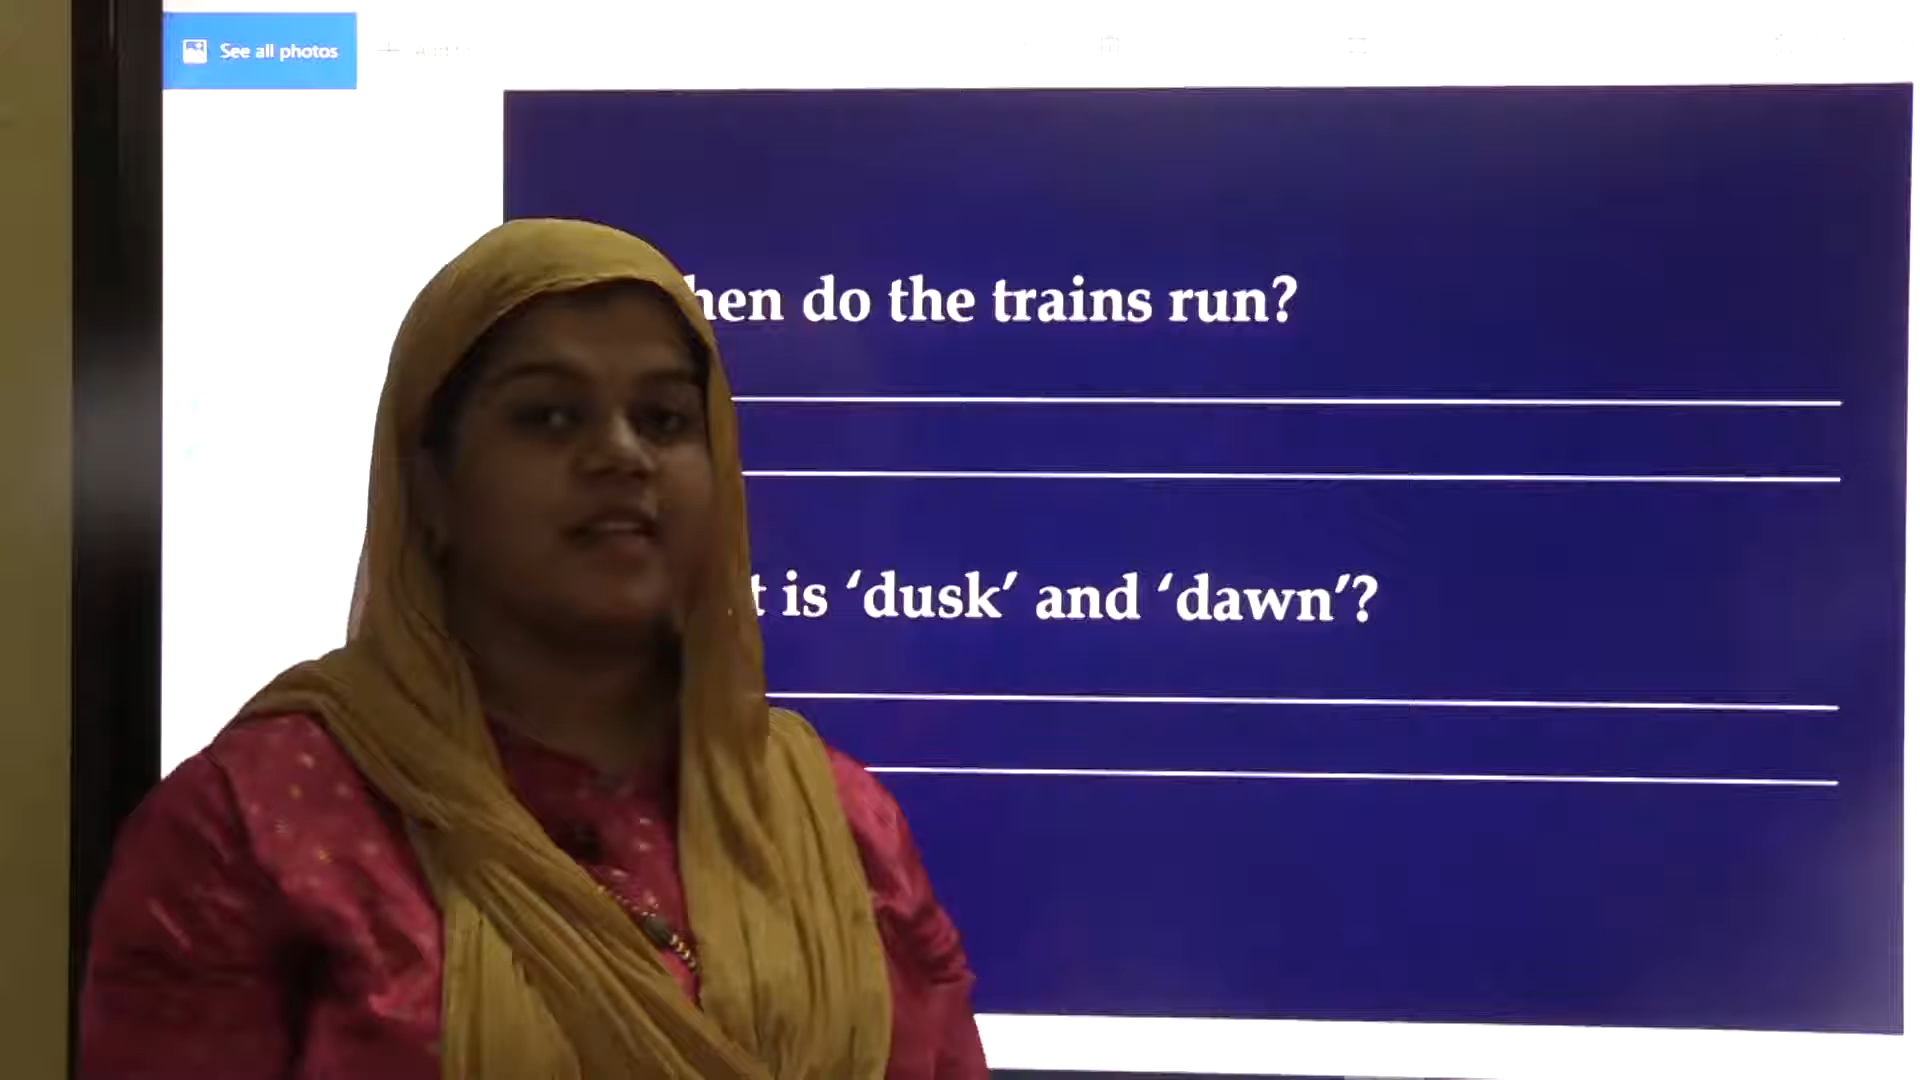 See all photos
hen do the trains run?
t is ‘dusk’ and ‘dawn’?